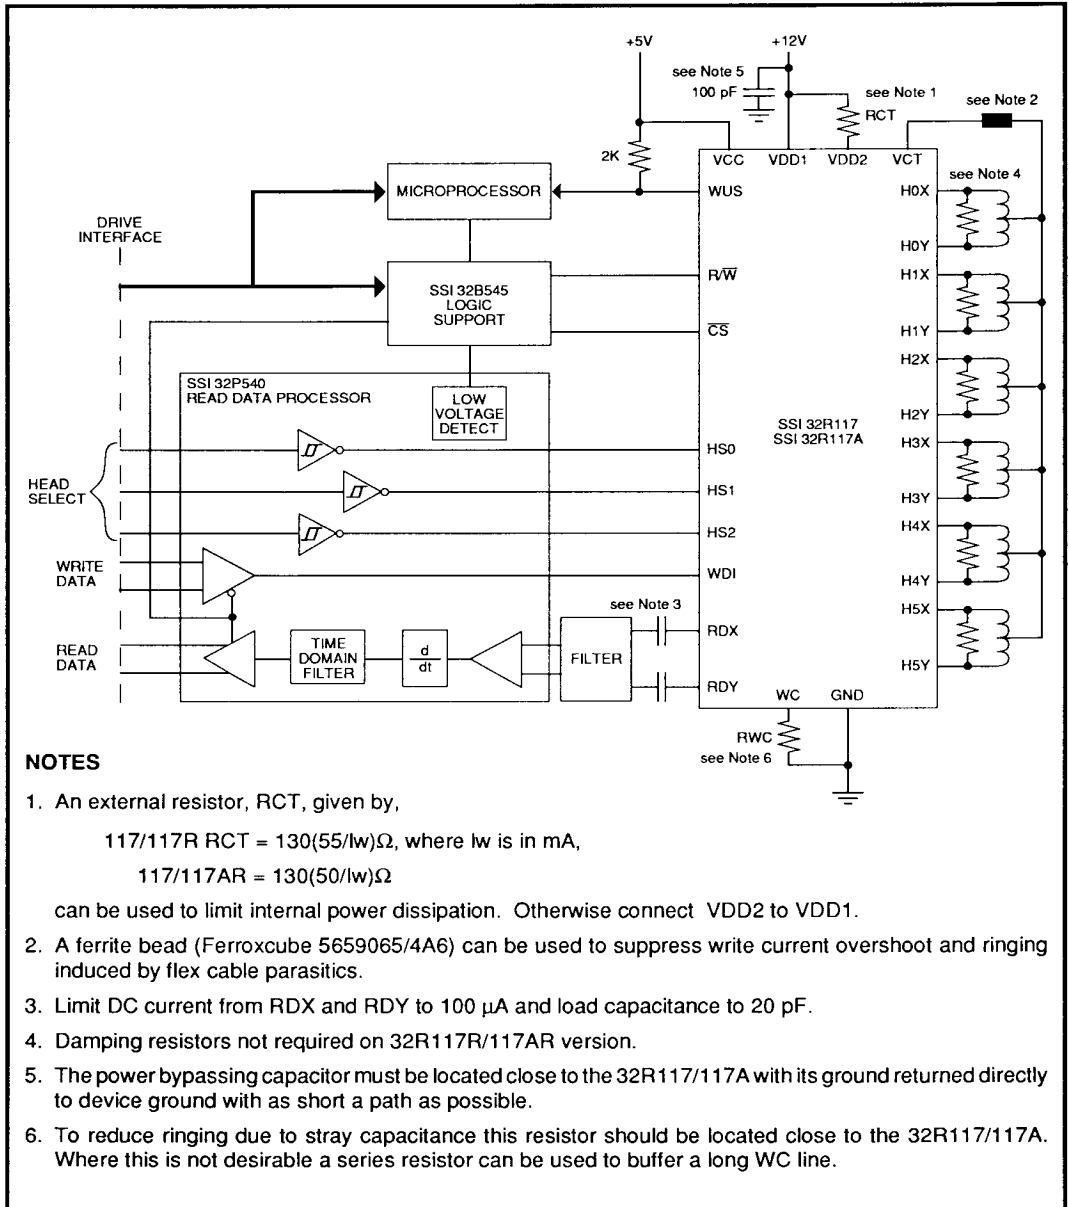 +5V
+12V
see Note 5
100 pF
see Note 1
RCT
see Note 2
2K
VCC VDD1 VDD2 VCT
see Note 4
MICROPROCESSOR
WUS
H0X
DRIVE
INTERFACE
H0Y
SSI 32B545
LOGIC
SUPPORT
R/W̅
H1X
C̅S̅
H1Y
SSI 32P540
READ DATA PROCESSOR
LOW
VOLTAGE
DETECT
H2X
H2Y
SSI 32R117
SSI 32R117A
HEAD
SELECT
HS0
H3X
HS1
H3Y
HS2
H4X
WRITE
DATA
WDI
H4Y
see Note 3
H5X
READ
DATA
TIME
DOMAIN
FILTER
d
dt
FILTER
RDX
RDY
H5Y
WC GND
RWC
see Note 6
NOTES
1. An external resistor, RCT, given by,
117/117R RCT = 130(55/Iw)Ω, where Iw is in mA,
117/117AR = 130(50/Iw)Ω
can be used to limit internal power dissipation. Otherwise connect VDD2 to VDD1.
2. A ferrite bead (Ferroxcube 5659065/4A6) can be used to suppress write current overshoot and ringing
induced by flex cable parasitics.
3. Limit DC current from RDX and RDY to 100 µA and load capacitance to 20 pF.
4. Damping resistors not required on 32R117R/117AR version.
5. The power bypassing capacitor must be located close to the 32R117/117A with its ground returned directly
to device ground with as short a path as possible.
6. To reduce ringing due to stray capacitance this resistor should be located close to the 32R117/117A.
Where this is not desirable a series resistor can be used to buffer a long WC line.